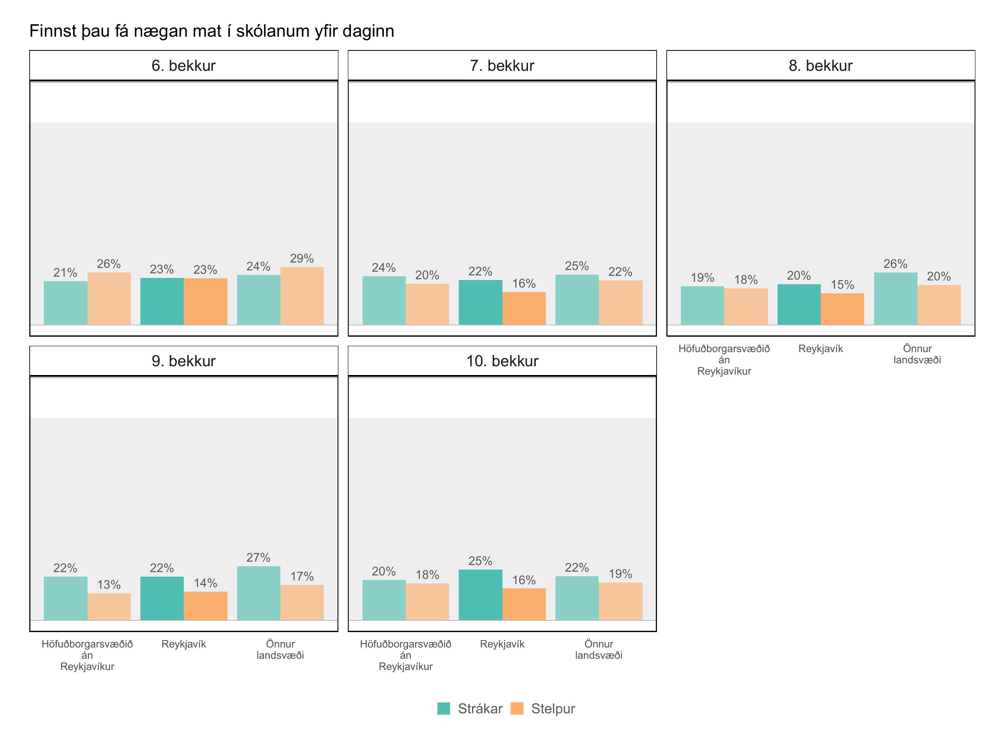 Finnst þau fá nægan mat í skólanum yfir daginn
6. bekkur
21%
26%
23%
23%
24%
29%
7. bekkur
24%
20%
22%
16%
25%
22%
8. bekkur
19%
18%
20%
15%
26%
20%
Höfuðborgarsvæðið
án
Reykjavíkur
Reykjavík
Önnur
landsvæði
9. bekkur
22%
13%
22%
14%
27%
17%
Höfuðborgarsvæðið
án
Reykjavíkur
Reykjavík
Önnur
landsvæði
10. bekkur
20%
18%
25%
16%
22%
19%
Höfuðborgarsvæðið
án
Reykjavíkur
Reykjavík
Önnur
landsvæði
Strákar
Stelpur